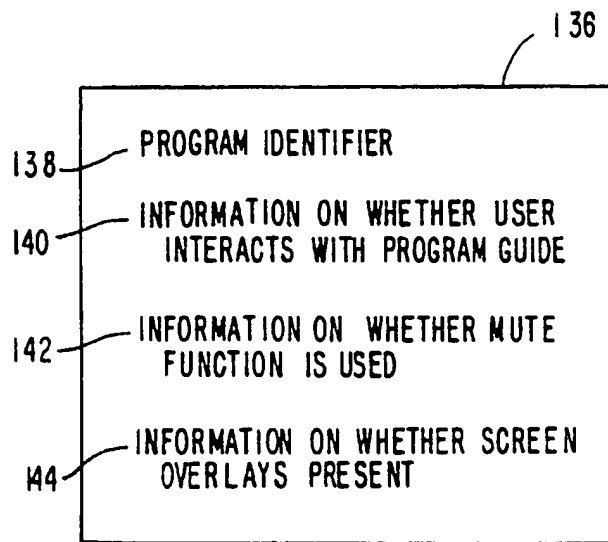 136
138 PROGRAM IDENTIFIER
140 INFORMATION ON WHETHER USER
INTERACTS WITH PROGRAM GUIDE
142 INFORMATION ON WHETHER MUTE
FUNCTION IS USED
144 INFORMATION ON WHETHER SCREEN
OVERLAYS PRESENT